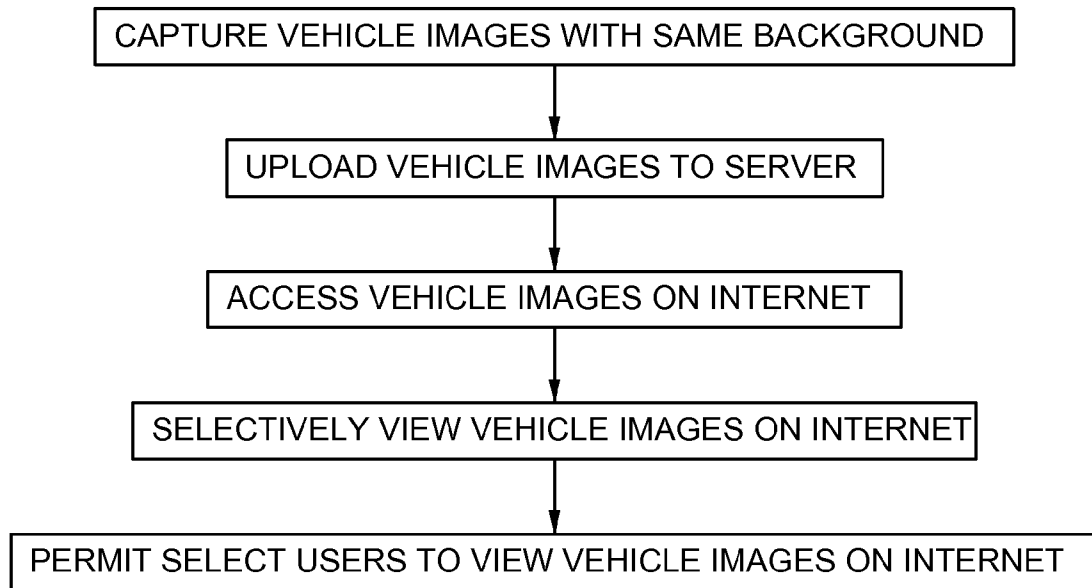 CAPTURE VEHICLE IMAGES WITH SAME BACKGROUND
UPLOAD VEHICLE IMAGES TO SERVER
ACCESS VEHICLE IMAGES ON INTERNET
SELECTIVELY VIEW VEHICLE IMAGES ON INTERNET
PERMIT SELECT USERS TO VIEW VEHICLE IMAGES ON INTERNET